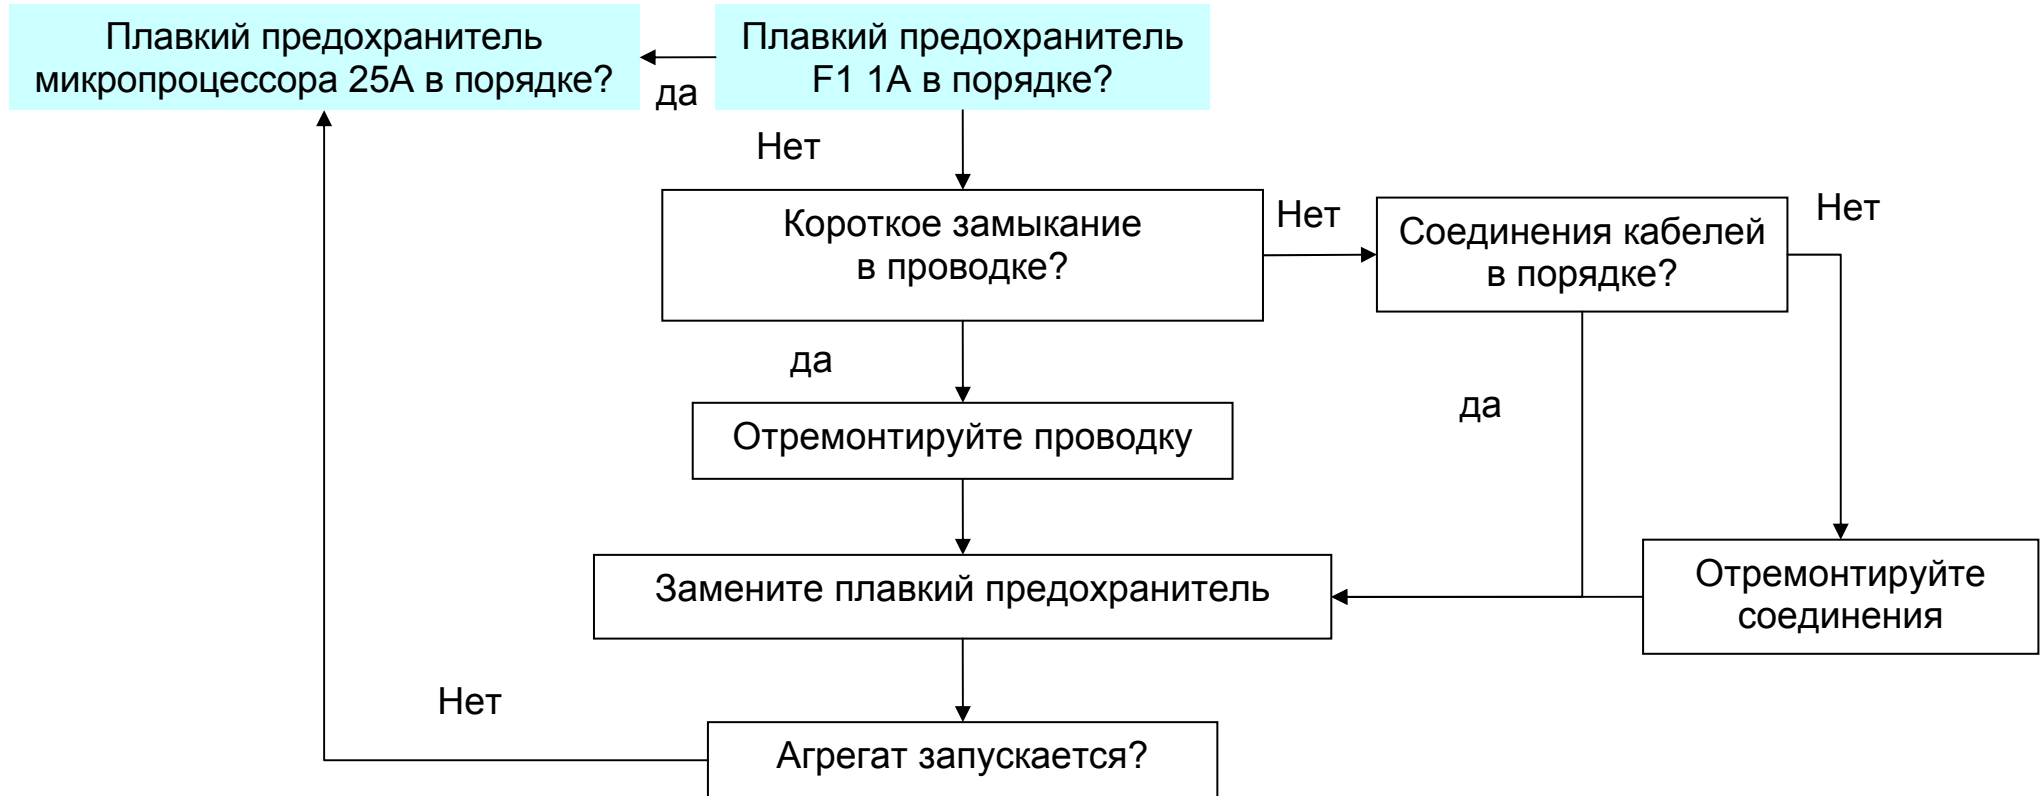 Плавкий предохранитель
микропроцессора 25А в порядке?
да
Плавкий предохранитель
F1 1А в порядке?
Нет
Короткое замыкание
в проводке?
Нет
Соединения кабелей
в порядке?
Нет
да
Отремонтируйте проводку
да
Замените плавкий предохранитель
Отремонтируйте
соединения
Нет
Агрегат запускается?